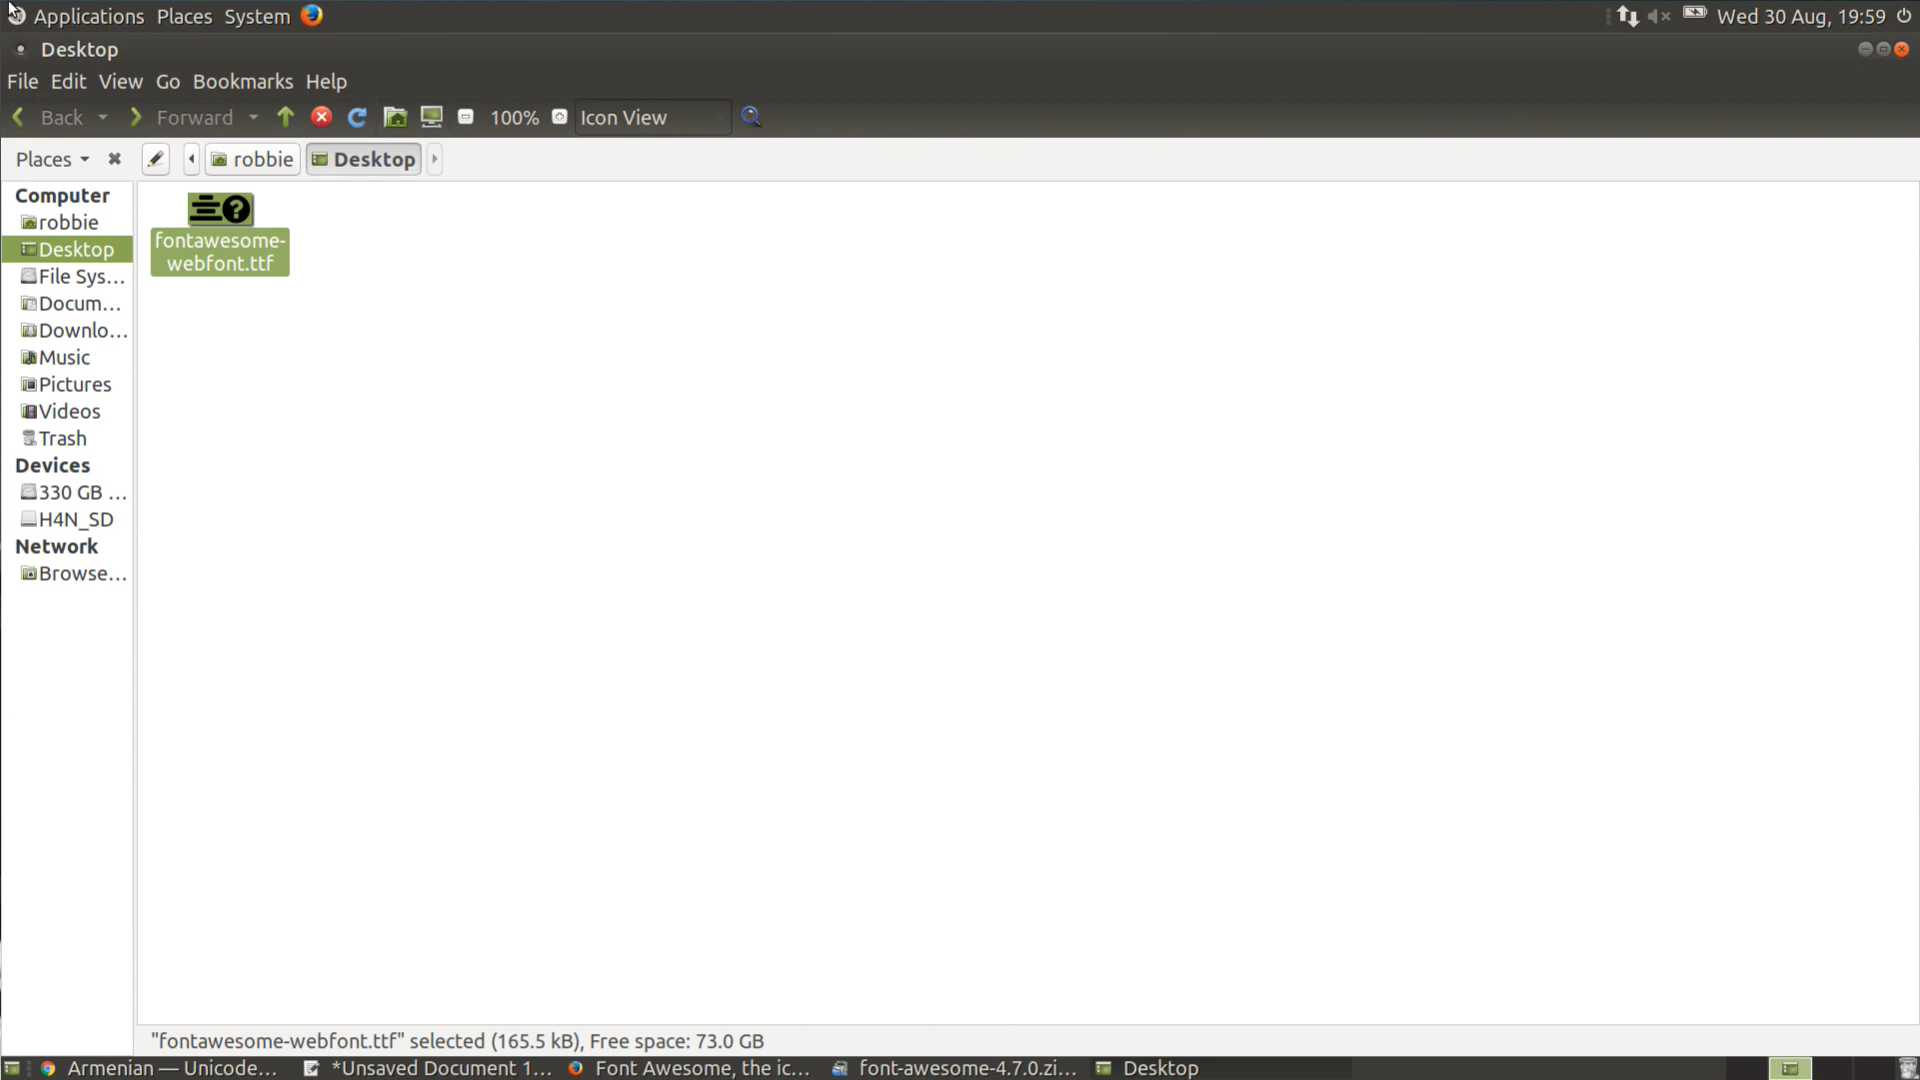 Applications Places System Wed 30 Aug, 19:59
Desktop
File Edit View Go Bookmarks Help
Back Forward 100% Icon View
Places robbie Desktop
Computer
robbie
Desktop
File Sys...
Docum...
Downlo...
Music
Pictures
Videos
Trash
Devices
330 GB ...
H4N_SD
Network
Browse...
fontawesome-
webfont.ttf
"fontawesome-webfont.ttf" selected (165.5 kB), Free space: 73.0 GB
Armenian — Unicode... *Unsaved Document 1... Font Awesome, the ic... font-awesome-4.7.0.zi... Desktop